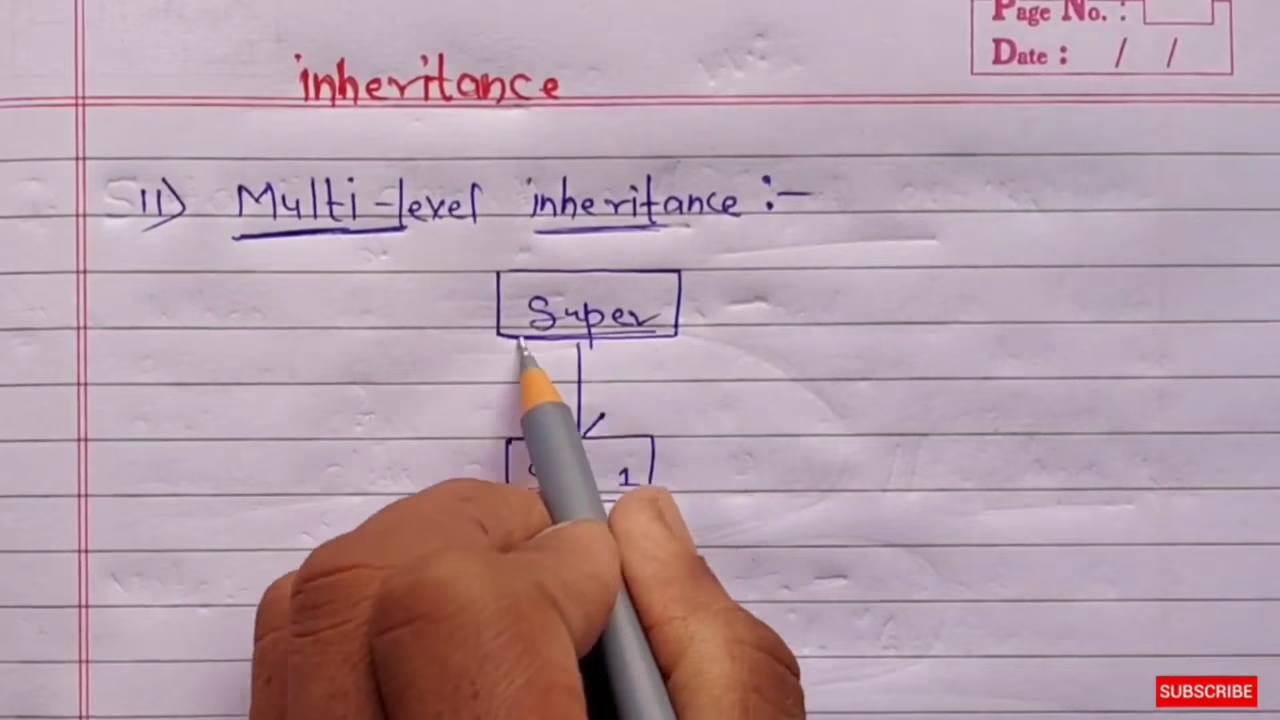 Page No. :
Date : / /
inheritance
II) Multi-level inheritance :-
Super
1
SUBSCRIBE